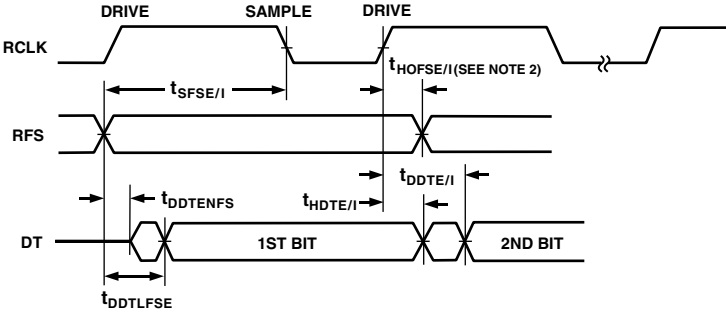 DRIVE SAMPLE DRIVE
RCLK
tHOFSE/I (SEE NOTE 2)
tSFSE/I
RFS
tDDTE/I
tDDTENFS
tHDTE/I
DT 1ST BIT 2ND BIT
tDDTLFSE